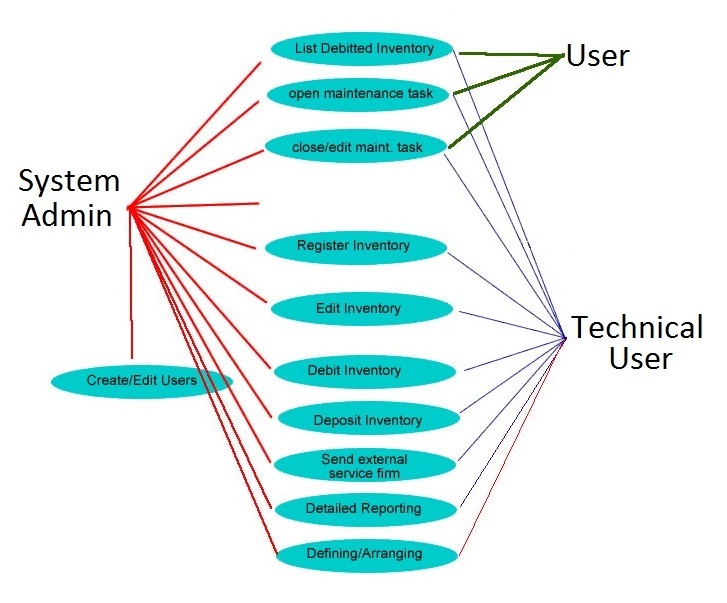 List Debitted Inventory
User
open maintenance task
close/edit maint. task
System
Admin
Register Inventory
Edit Inventory
Technical
User
Debit Inventory
Create/Edit Users
Deposit Inventory
Send external
service firm
Detailed Reporting
Defining/Arranging